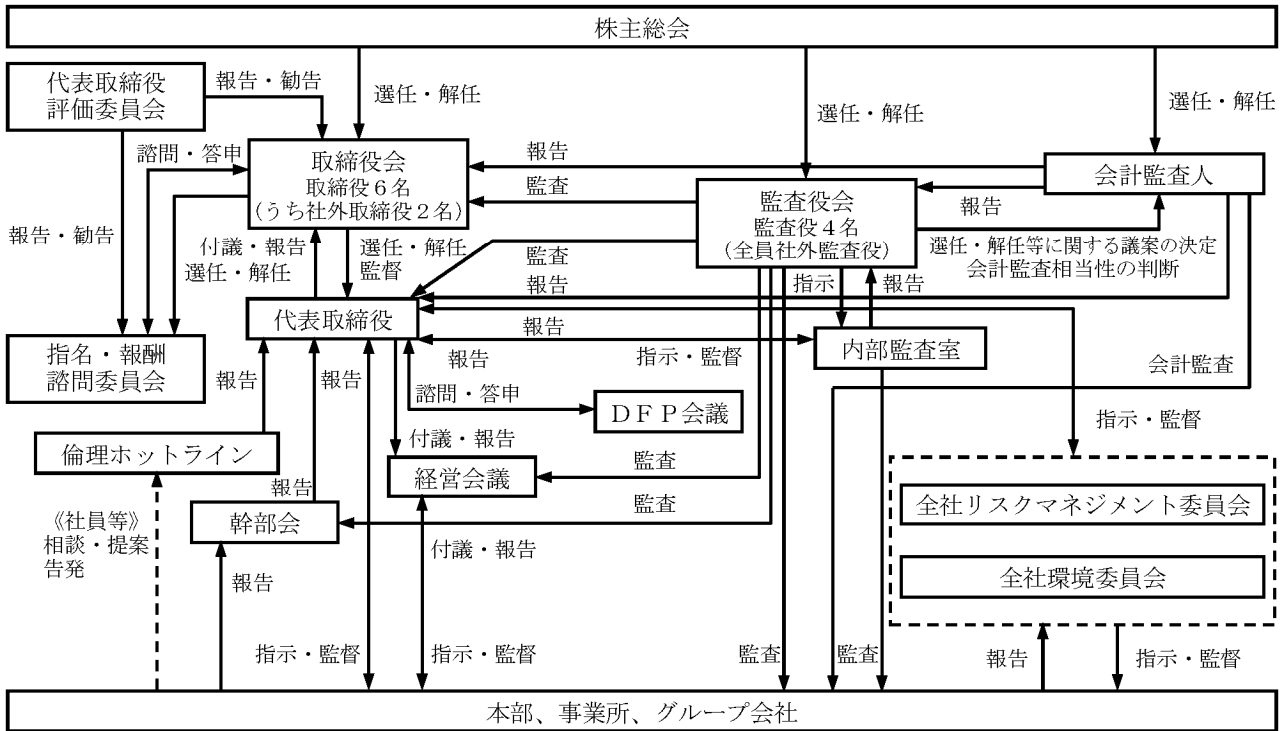 株主総会
代表取締役
評価委員会
報告・勧告
選任・解任
選任・解任
選任・解任
諮問・答申
取締役会
取締役6名
(うち社外取締役2名)
報告
監査
監査役会
監査役4名
(全員社外監査役)
会計監査人
報告
選任・解任等に関する議案の決定
会計監査相当性の判断
報告・勧告
付議・報告
選任・解任
選任・解任
監督
監査
報告
指示
報告
代表取締役
報告
報告
指示・監督
内部監査室
指名・報酬
諮問委員会
報告
報告
諮問・答申
DFP会議
会計監査
指示・監督
倫理ホットライン
付議・報告
経営会議
監査
報告
幹部会
監査
全社リスクマネジメント委員会
《社員等》
相談・提案
告発
付議・報告
報告
全社環境委員会
指示・監督
指示・監督
監査
監査
報告
指示・監督
本部、事業所、グループ会社